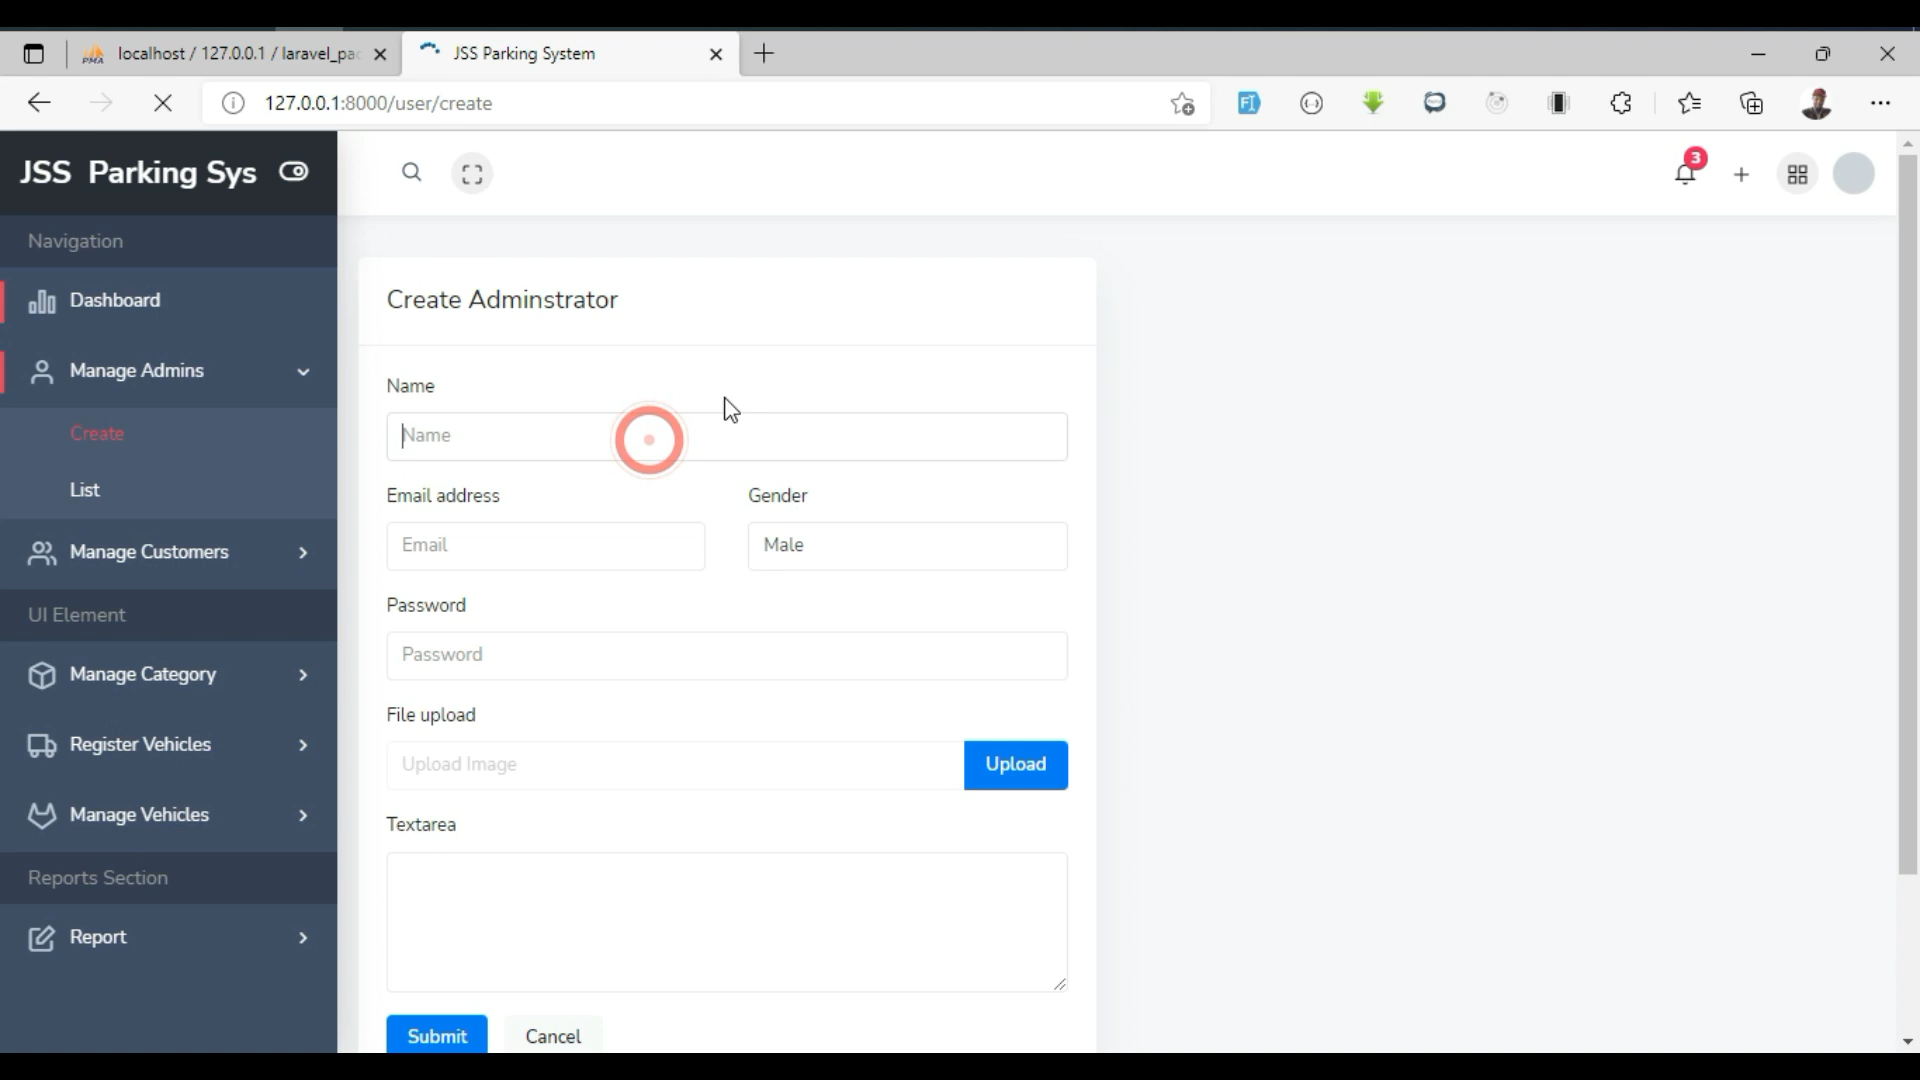 localhost / 127.0.0.1 / laravel_pac
JSS Parking System
127.0.0.1:8000/user/create
JSS Parking Sys
3
Navigation
Dashboard
Manage Admins
Create
List
Manage Customers
UI Element
Manage Category
Register Vehicles
Manage Vehicles
Reports Section
Report
Create Adminstrator
Name
Name
Email address
Gender
Email
Male
Password
Password
File upload
Upload Image
Upload
Textarea
Submit
Cancel